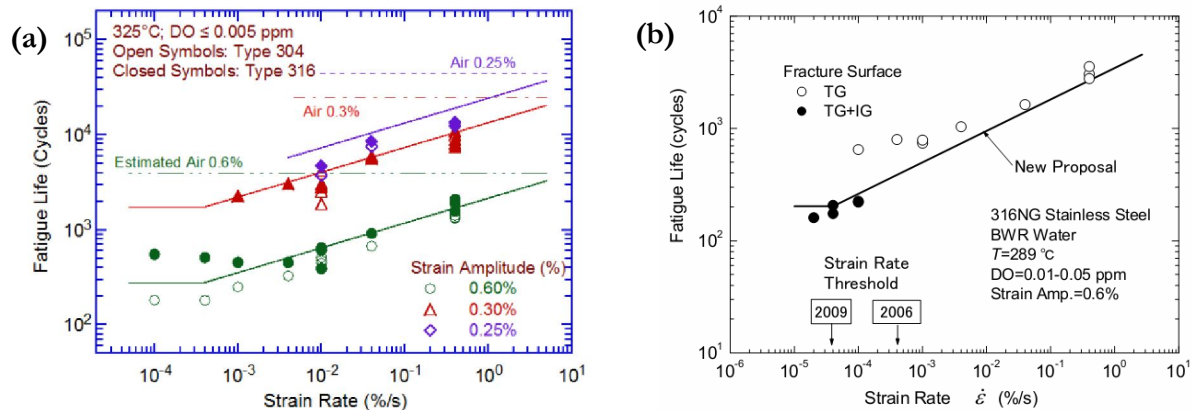 (a)
325°C; DO ≤ 0.005 ppm
Open Symbols: Type 304
Closed Symbols: Type 316
Air 0.25%
Air 0.3%
Estimated Air 0.6%
Strain Amplitude (%)
0.60%
0.30%
0.25%
Fatigue Life (Cycles)
10^5
10^4
10^3
10^2
10^-4
10^-3
10^-2
10^-1
10^0
10^1
Strain Rate (%/s)
(b)
Fracture Surface
TG
TG+IG
New Proposal
316NG Stainless Steel
BWR Water
T=289 °C
DO=0.01-0.05 ppm
Strain Amp.=0.6%
Strain Rate
Threshold
2009
2006
Fatigue Life (cycles)
10^4
10^3
10^2
10^1
10^-6
10^-5
10^-4
10^-3
10^-2
10^-1
10^0
10^1
Strain Rate ε̇ (%/s)